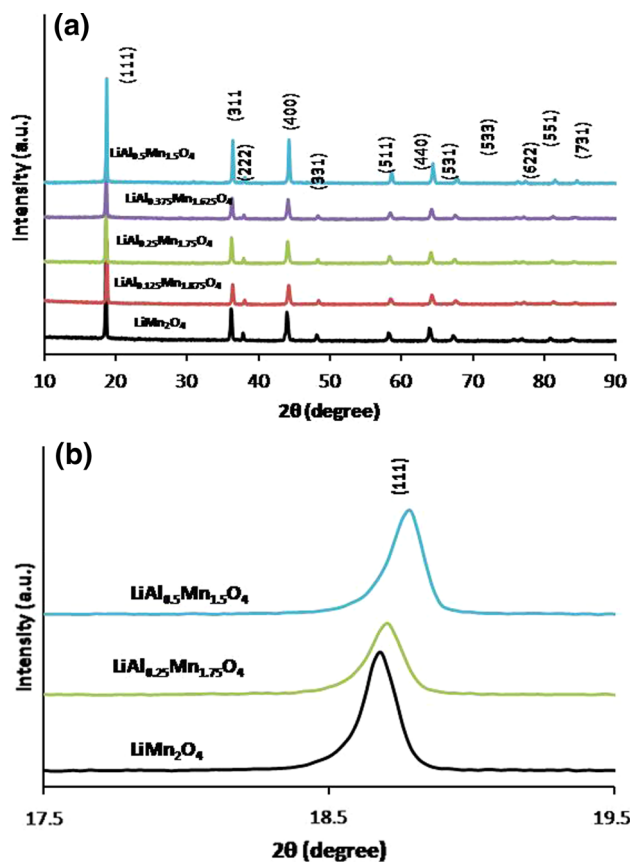 (a)
(111)
(311
(222)
(400)
(331)
(511)
(440)
(531)
(533)
(622)
(551)
(731)
Intensity (a.u.)
LiAl0.5Mn1.5O4
LiAl0.375Mn1.625O4
LiAl0.25Mn1.75O4
LiAl0.125Mn1.875O4
LiMn2O4
10 20 30 40 50 60 70 80 90
2θ (degree)
(b)
(111)
Intensity (a.u.)
LiAl0.5Mn1.5O4
LiAl0.25Mn1.75O4
LiMn2O4
17.5 18.5 19.5
2θ (degree)